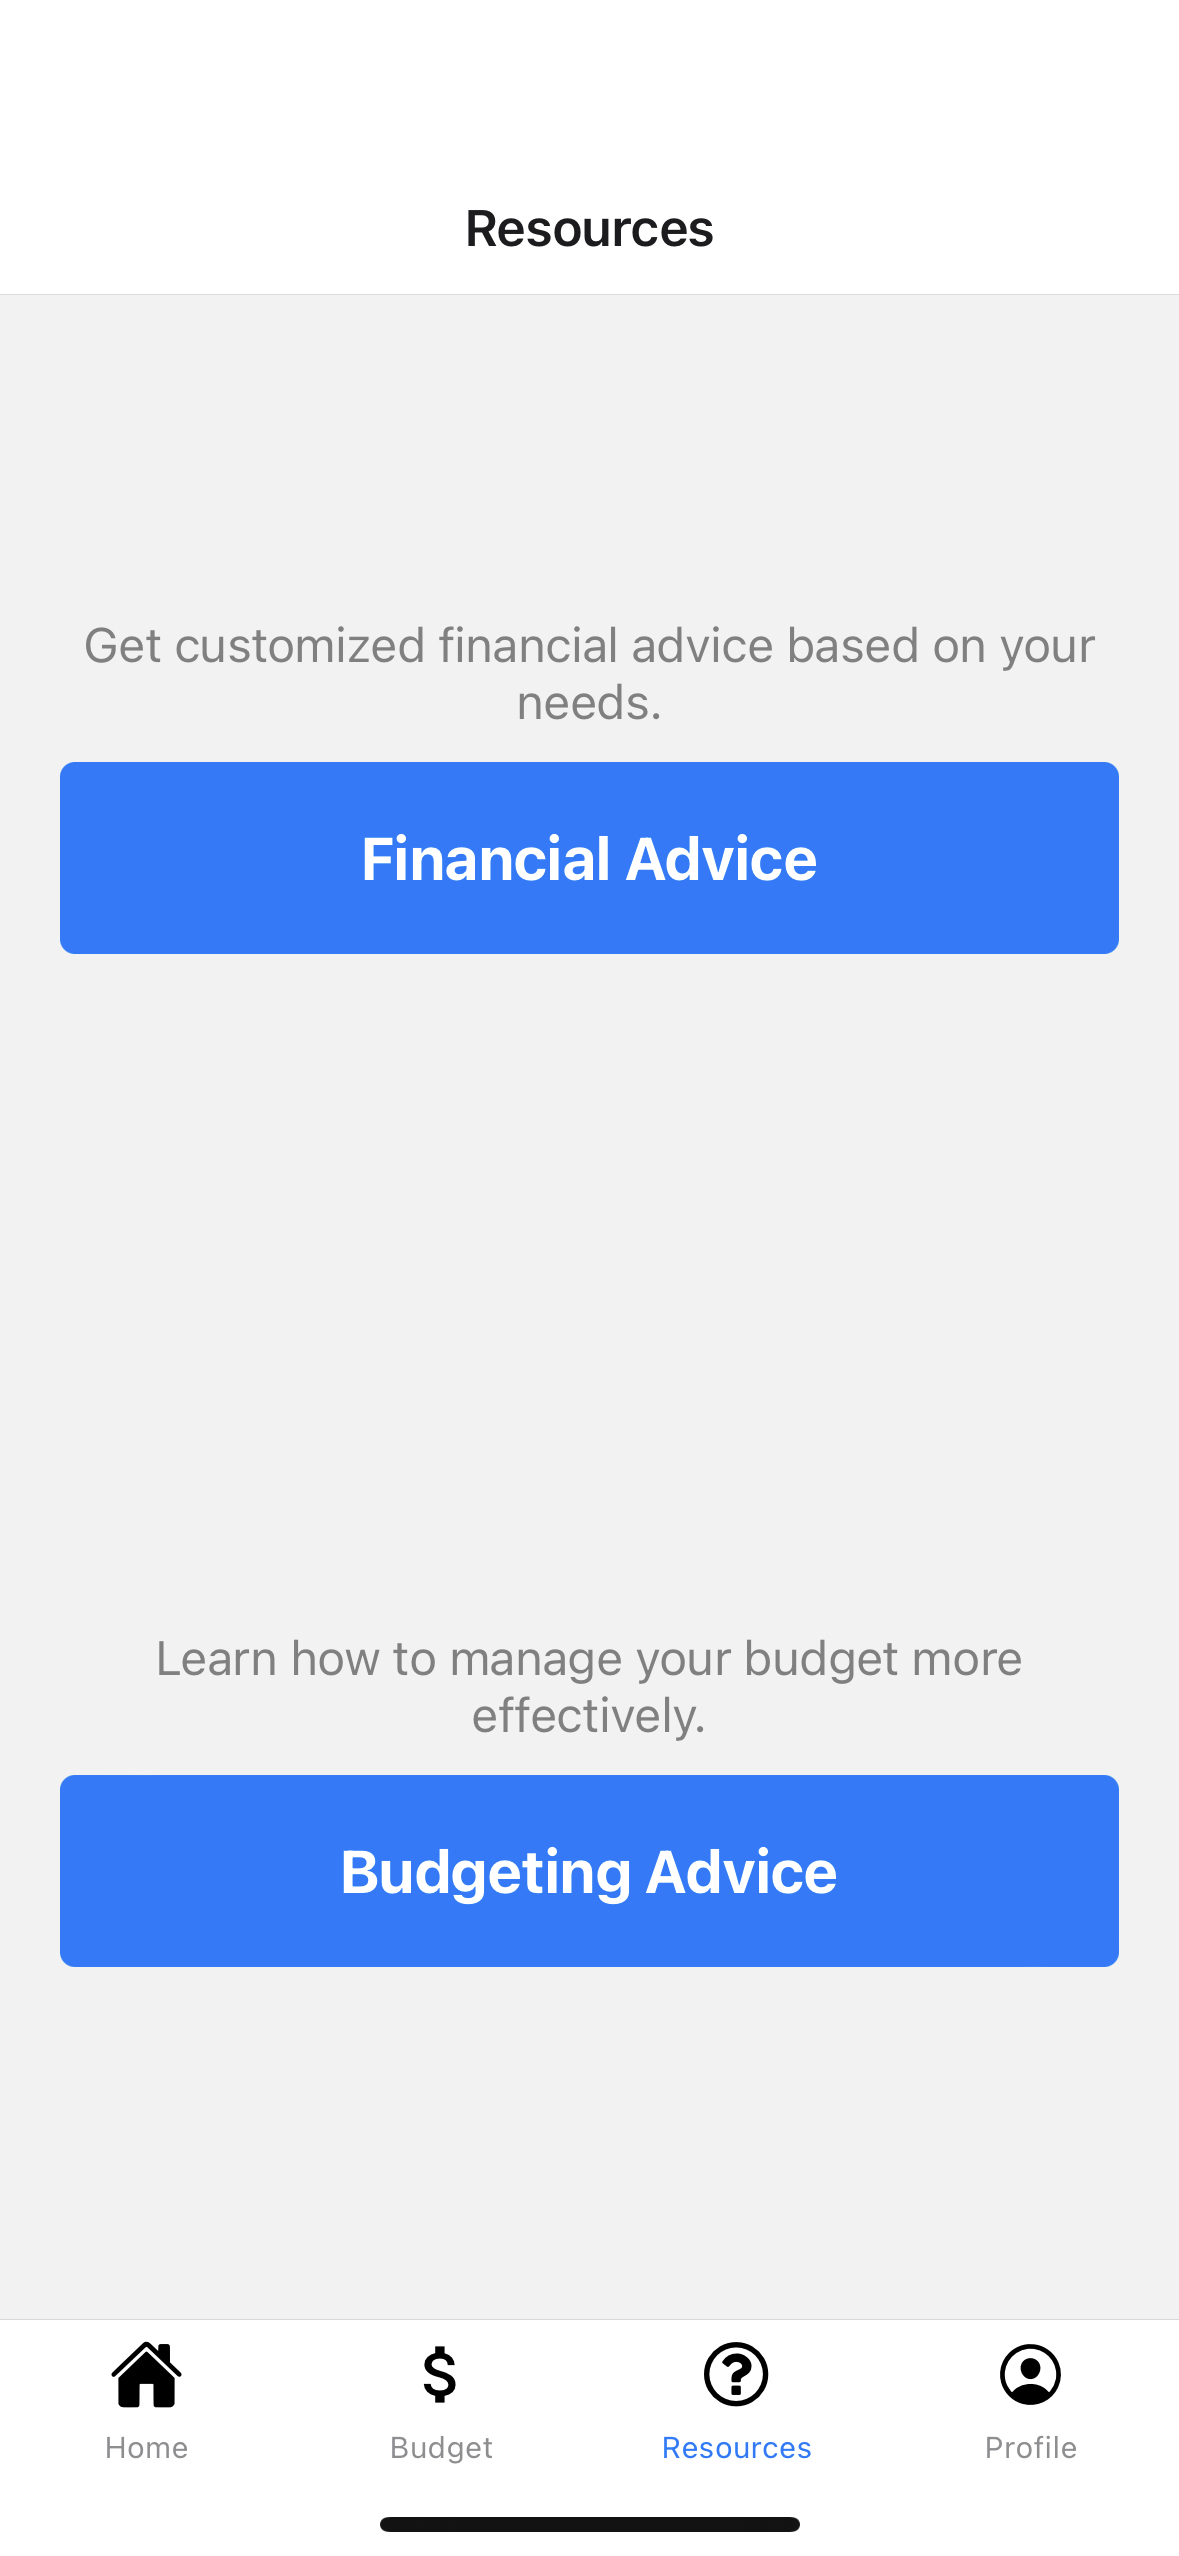 Resources
Get customized financial advice based on your
needs.
Financial Advice
Learn how to manage your budget more
effectively.
Budgeting Advice
Home
Budget
Resources
Profile